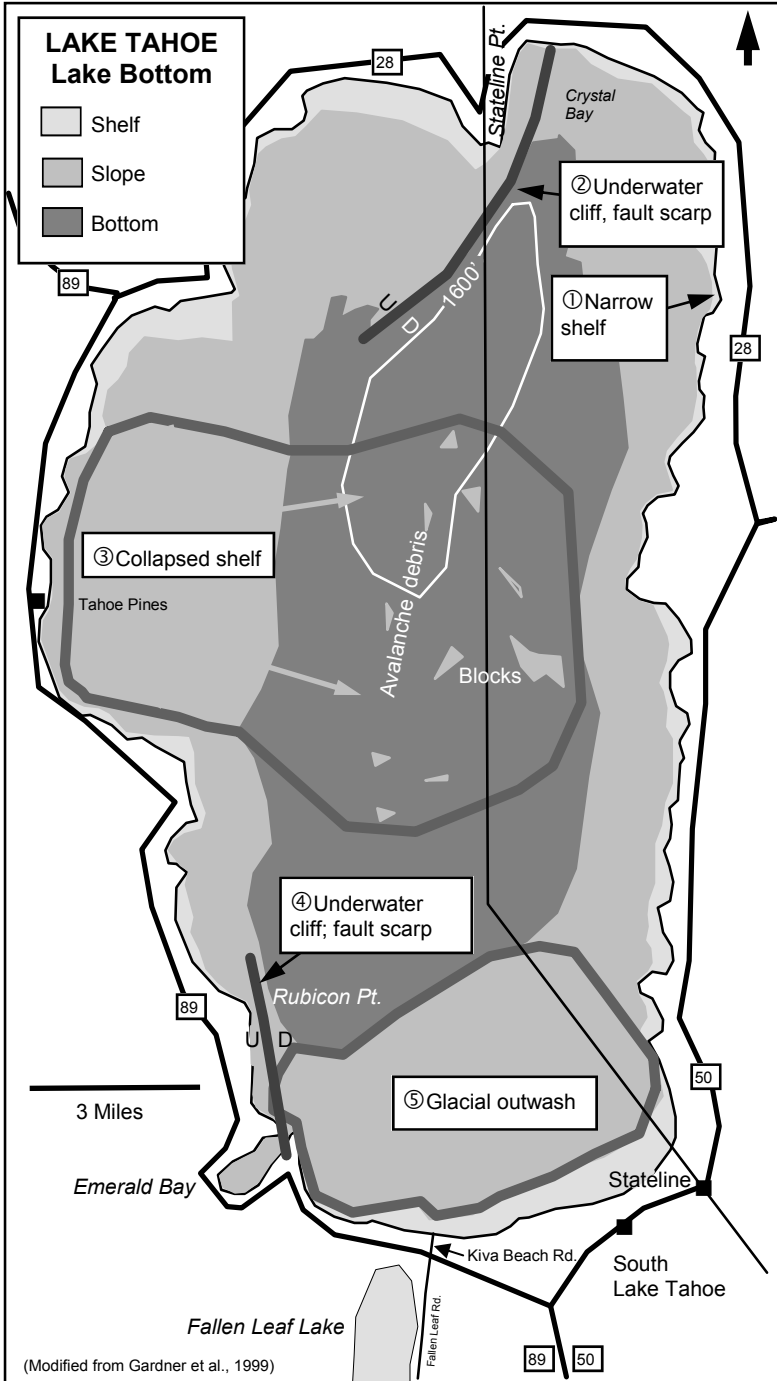 LAKE TAHOE
Lake Bottom
Shelf
Slope
Bottom
28
Stateline Pt.
Crystal
Bay
②Underwater
cliff, fault scarp
89
U
D
1600'
①Narrow
shelf
28
③Collapsed shelf
Tahoe Pines
Avalanche debris
Blocks
④Underwater
cliff; fault scarp
Rubicon Pt.
89
U D
3 Miles
⑤Glacial outwash
50
Emerald Bay
Stateline
Kiva Beach Rd.
South
Lake Tahoe
Fallen Leaf Lake
Fallen Leaf Rd.
89 50
(Modified from Gardner et al., 1999)